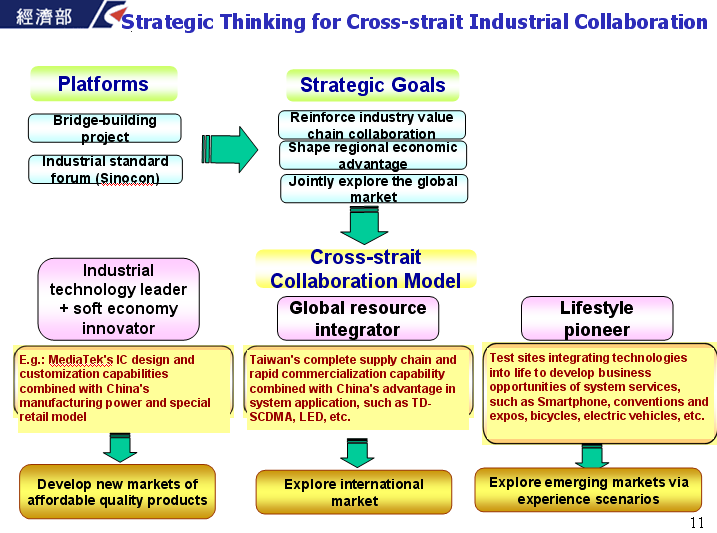 經濟部
Strategic Thinking for Cross-strait Industrial Collaboration
Platforms
Bridge-building
project
Industrial standard
forum (Sinocon)
Strategic Goals
Reinforce industry value
chain collaboration
Shape regional economic
advantage
Jointly explore the global
market
Cross-strait
Collaboration Model
Industrial
technology leader
+ soft economy
innovator
E.g.: MediaTek's IC design and
customization capabilities
combined with China's
manufacturing power and special
retail model
Develop new markets of
affordable quality products
Global resource
integrator
Taiwan's complete supply chain and
rapid commercialization capability
combined with China's advantage in
system application, such as TD-
SCDMA, LED, etc.
Explore international
market
Lifestyle
pioneer
Test sites integrating technologies
into life to develop business
opportunities of system services,
such as Smartphone, conventions and
expos, bicycles, electric vehicles, etc.
Explore emerging markets via
experience scenarios
11